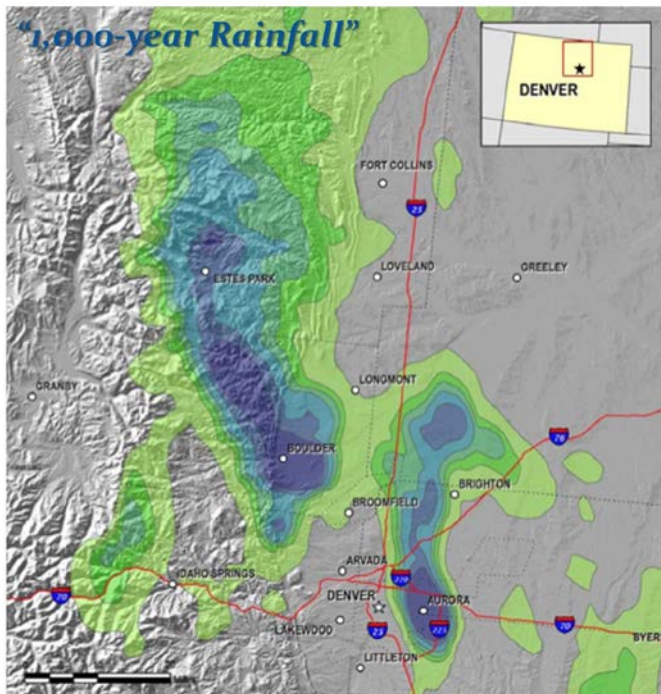 “1,000-year Rainfall”
DENVER
FORT COLLINS
25
ESTES PARK
LOVELAND
GREELEY
GRANBY
LONGMONT
76
BOULDER
BRIGHTON
BROOMFIELD
ARVADA
IDAHO SPRINGS
270
70
DENVER
AURORA
LAKEWOOD
25
225
70
BYERS
LITTLETON